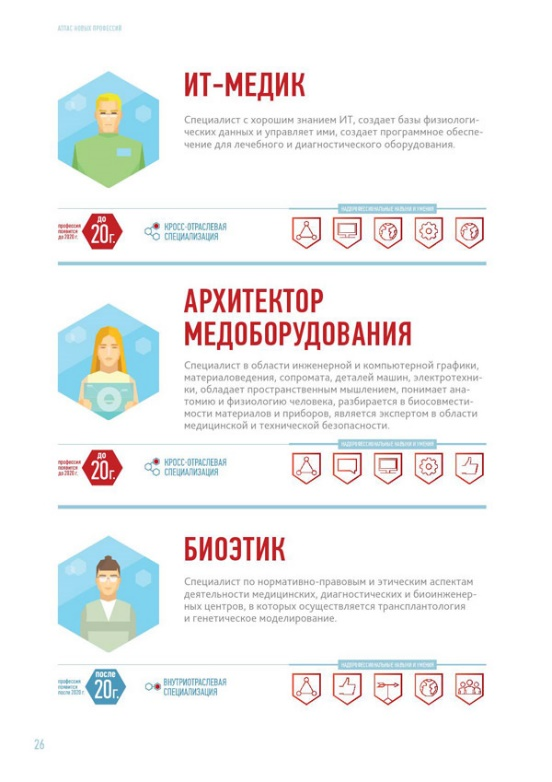 АТЛАС НОВЫХ ПРОФЕССИЙ
ИТ-МЕДИК
Специалист с хорошим знанием ИТ, создает базы физиологи-
ческих данных и управляет ими, создает программное обеспе-
чение для лечебного и диагностического оборудования.
НАДПРОФЕССИОНАЛЬНЫЕ НАВЫКИ И УМЕНИЯ
профессия
появится
до 2020 г.
до
20г.
КРОСС-ОТРАСЛЕВАЯ
СПЕЦИАЛИЗАЦИЯ
АРХИТЕКТОР
МЕДОБОРУДОВАНИЯ
Специалист в области инженерной и компьютерной графики,
материаловедения, сопромата, деталей машин, электротехни-
ки, обладает пространственным мышлением, понимает ана-
томию и физиологию человека, разбирается в биосовмести-
мости материалов и приборов, является экспертом в области
медицинской и технической безопасности.
НАДПРОФЕССИОНАЛЬНЫЕ НАВЫКИ И УМЕНИЯ
профессия
появится
до 2020 г.
до
20г.
КРОСС-ОТРАСЛЕВАЯ
СПЕЦИАЛИЗАЦИЯ
БИОЭТИК
Специалист по нормативно-правовым и этическим аспектам
деятельности медицинских, диагностических и биоинженер-
ных центров, в которых осуществляется трансплантология
и генетическое моделирование.
НАДПРОФЕССИОНАЛЬНЫЕ НАВЫКИ И УМЕНИЯ
профессия
появится
после 2020 г.
после
20г.
ВНУТРИОТРАСЛЕВАЯ
СПЕЦИАЛИЗАЦИЯ
26